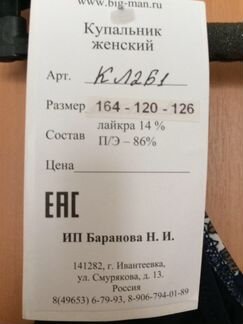 www.big-man.ru
Купальник
женский
Арт. КЛ261
Размер 164 - 120 - 126
Состав лайкра 14 %
П/Э – 86%
Цена
ЕАС
ИП Баранова Н. И.
141282, г. Ивантеевка,
ул. Смурякова, д. 13.
Россия
8(49653) 6-79-93, 8-906-794-01-89